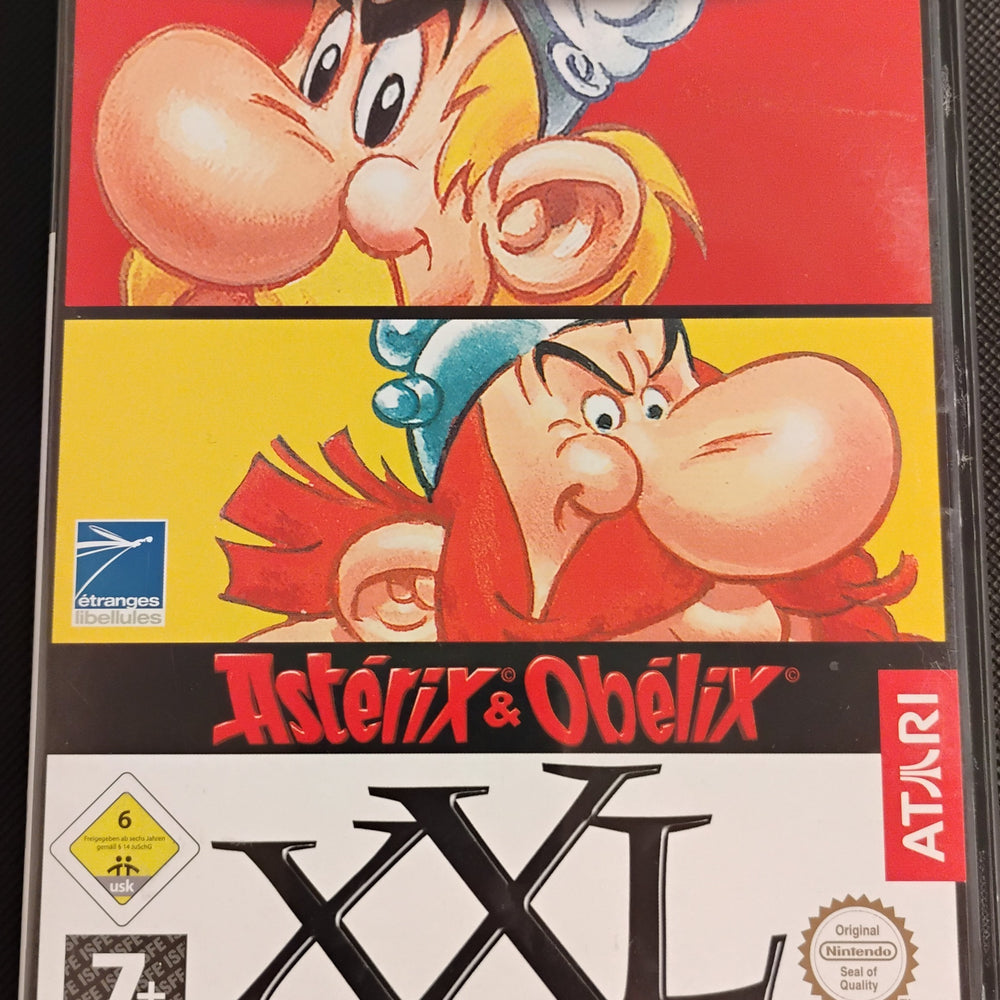 étranges
libellules
Astérix© & Obélix©
ATARI
XXL
6
Freigegeben ab sechs Jahren
gemäß § 14 JuSchG
usk
ISFE
7+
Original
Nintendo
Seal of
Quality